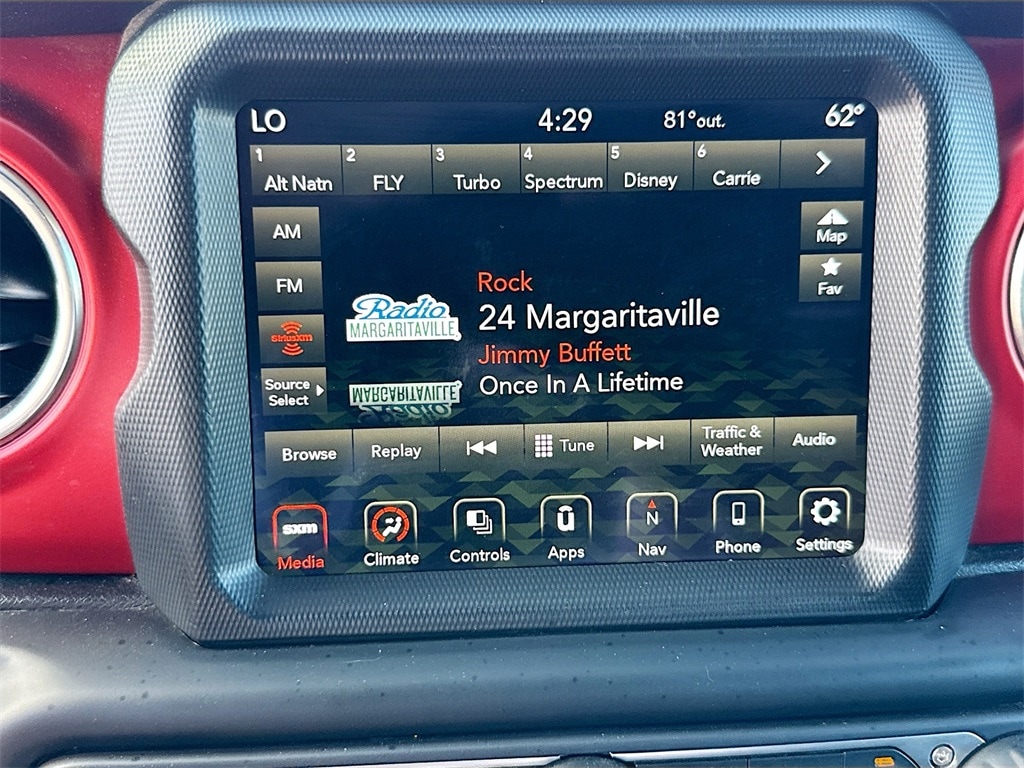 LO 4:29 81° out. 62°
1 Alt Natn 2 FLY 3 Turbo 4 Spectrum 5 Disney 6 Carrie
AM
Map
FM
Fav
Rock
Radio
MARGARITAVILLE
24 Margaritaville
siriusxm
Jimmy Buffett
Source
Select
Once In A Lifetime
MARGARITAVILLE
Radio
Browse Replay Tune Traffic &
Weather Audio
sxm
Media Climate Controls Apps N
Nav Phone Settings